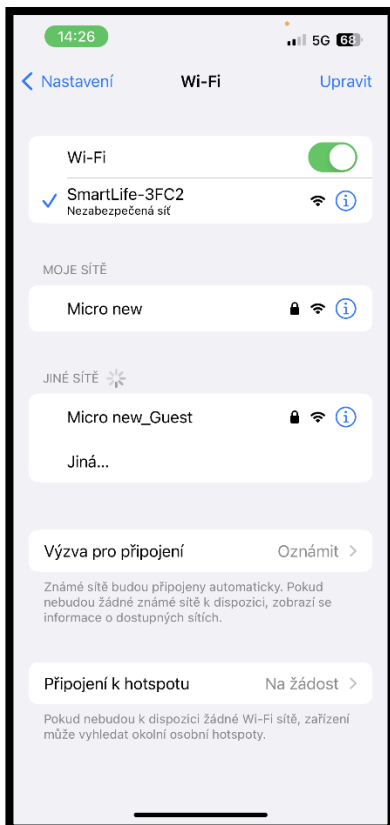 14:26
5G 68
Nastavení
Wi-Fi
Upravit
Wi-Fi
SmartLife-3FC2
Nezabezpečená síť
MOJE SÍTĚ
Micro new
JINÉ SÍTĚ
Micro new_Guest
Jiná...
Výzva pro připojení
Oznámit
Známé sítě budou připojeny automaticky. Pokud
nebudou žádné známé sítě k dispozici, zobrazí se
informace o dostupných sítích.
Připojení k hotspotu
Na žádost
Pokud nebudou k dispozici žádné Wi-Fi sítě, zařízení
může vyhledat okolní osobní hotspoty.